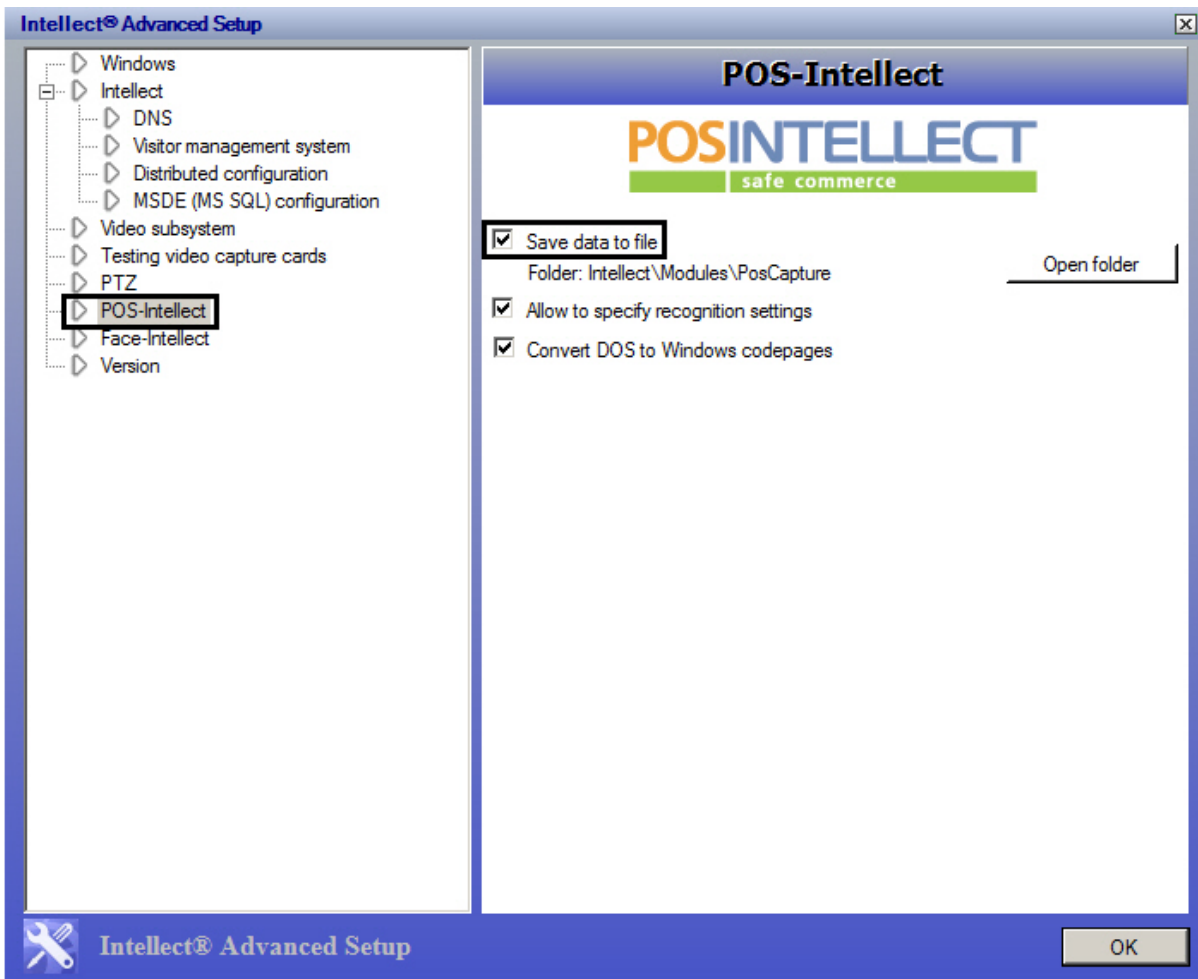 Intellect® Advanced Setup
Windows
Intellect
DNS
Visitor management system
Distributed configuration
MSDE (MS SQL) configuration
Video subsystem
Testing video capture cards
PTZ
POS-Intellect
Face-Intellect
Version
POS-Intellect
POSINTELLECT
safe commerce
Save data to file
Folder: Intellect\Modules\PosCapture
Open folder
Allow to specify recognition settings
Convert DOS to Windows codepages
Intellect® Advanced Setup
OK